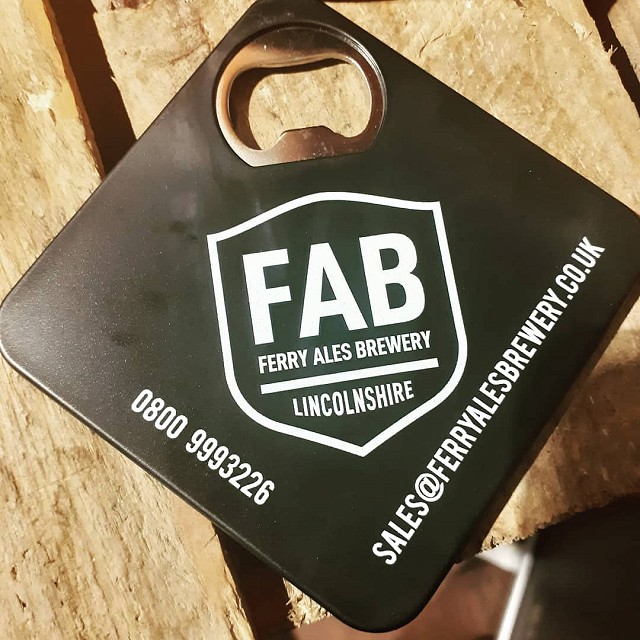 FAB
FERRY ALES BREWERY
LINCOLNSHIRE
0800 9993226
SALES@FERRYALESBREWERY.CO.UK